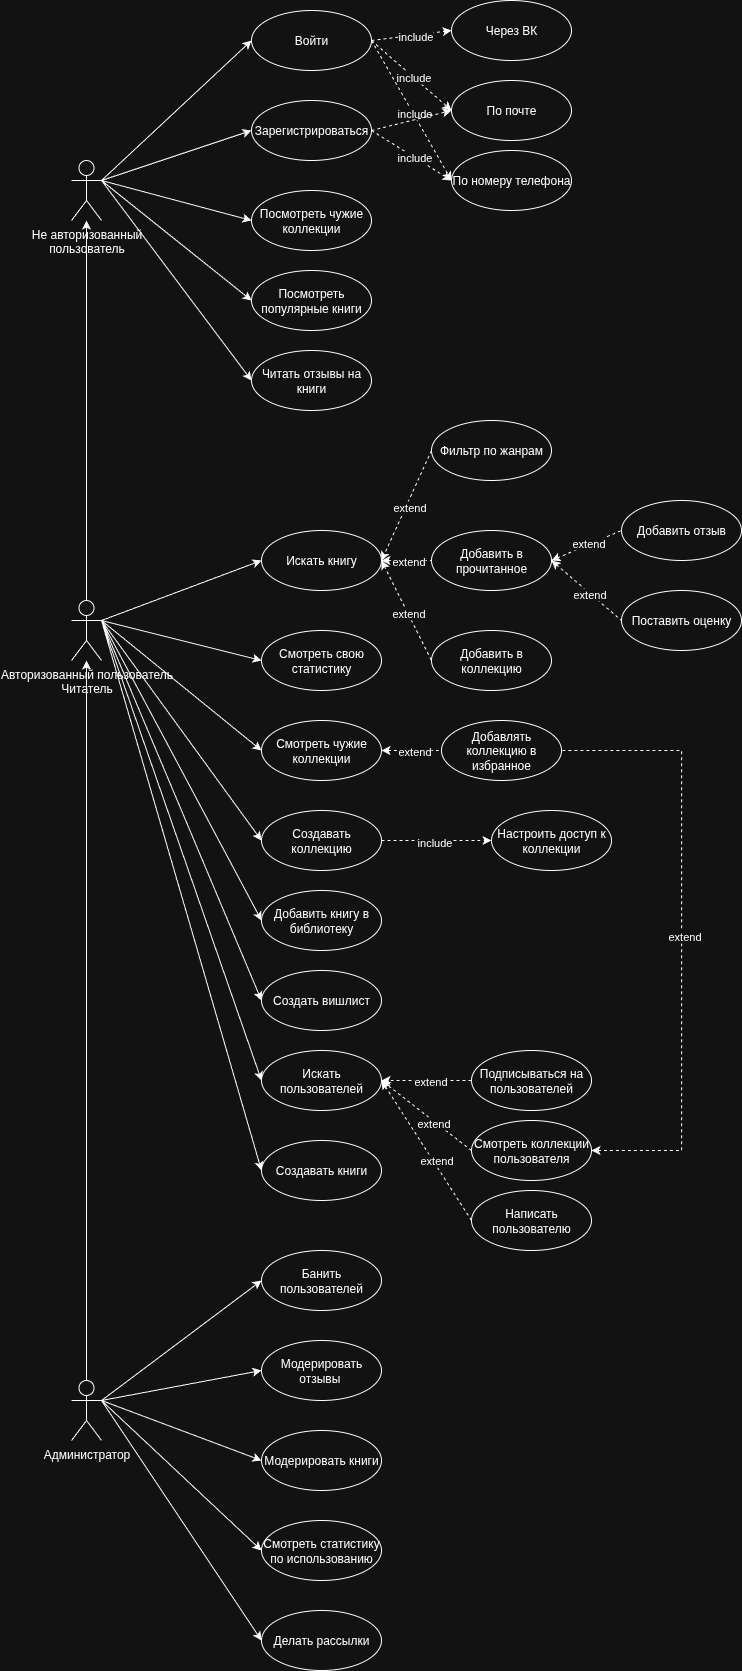 Войти
include
Через ВК
include
По почте
Зарегистрироваться
include
include
По номеру телефона
Не авторизованный
пользователь
Посмотреть чужие
коллекции
Посмотреть
популярные книги
Читать отзывы на
книги
Фильтр по жанрам
extend
Искать книгу
extend
Добавить в
прочитанное
extend
Добавить отзыв
extend
Поставить оценку
extend
Добавить в
коллекцию
Авторизованный пользователь
Читатель
Смотреть свою
статистику
Смотреть чужие
коллекции
extend
Добавлять
коллекцию в
избранное
Создавать
коллекцию
include
Настроить доступ к
коллекции
Добавить книгу в
библиотеку
extend
Создать вишлист
Искать
пользователей
extend
Подписываться на
пользователей
extend
Смотреть коллекции
пользователя
extend
Создавать книги
Написать
пользователю
Банить
пользователей
Модерировать
отзывы
Администратор
Модерировать книги
Смотреть статистику
по использованию
Делать рассылки